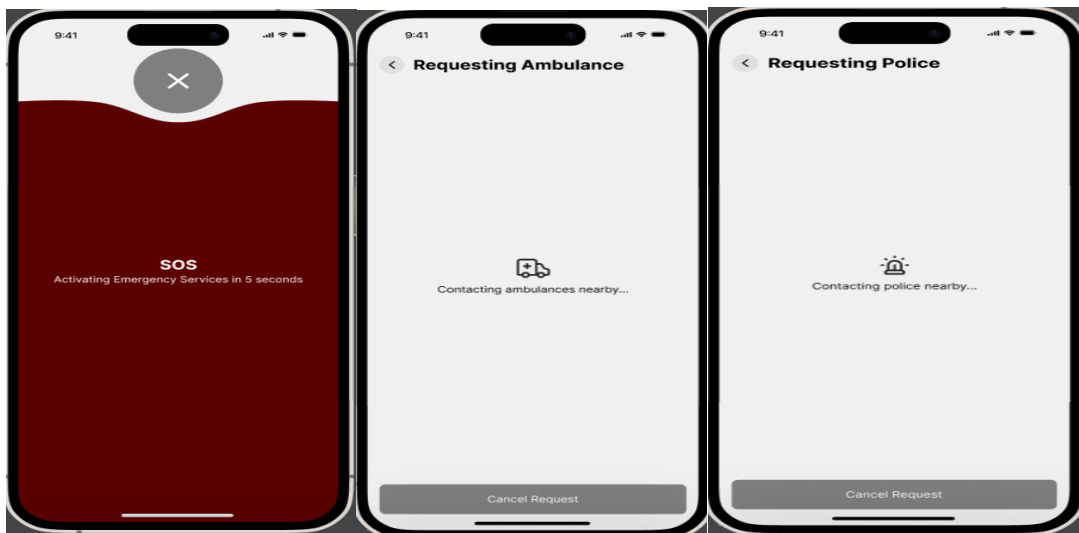 9:41
SOS
Activating Emergency Services in 5 seconds
9:41
Requesting Ambulance
Contacting ambulances nearby...
Cancel Request
9:41
Requesting Police
Contacting police nearby...
Cancel Request